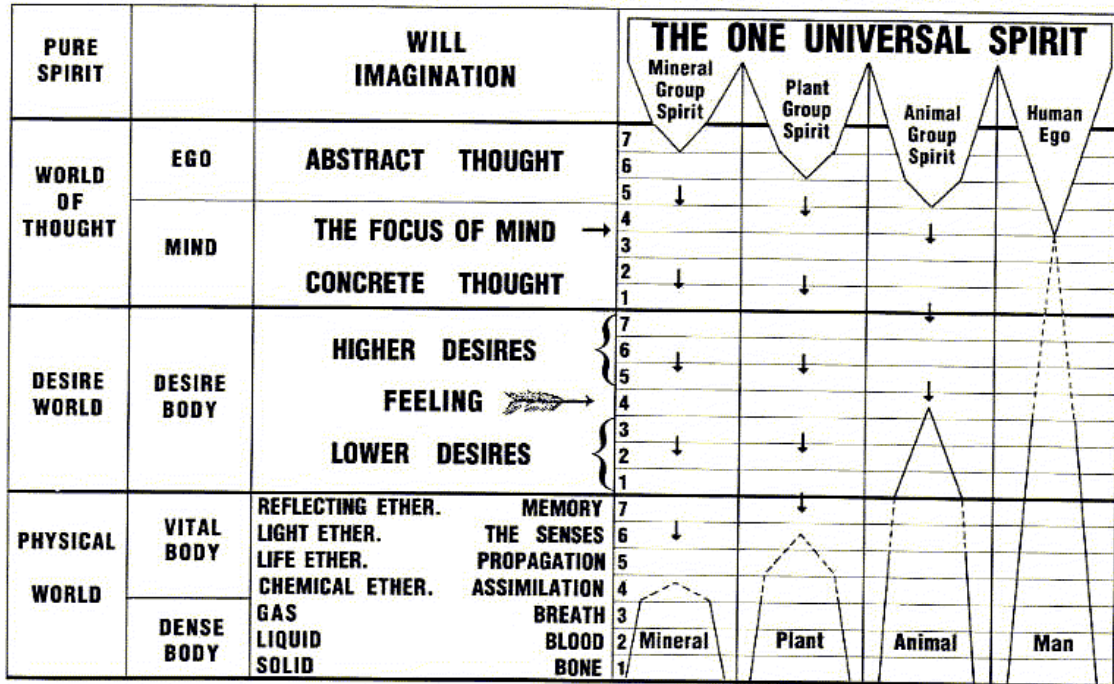 PURE
SPIRIT
WILL
IMAGINATION
THE ONE UNIVERSAL SPIRIT
Mineral
Group
Spirit
Plant
Group
Spirit
Animal
Group
Spirit
Human
Ego
WORLD
OF
THOUGHT
EGO
ABSTRACT THOUGHT
MIND
THE FOCUS OF MIND
CONCRETE THOUGHT
7
6
5
4
3
2
1
DESIRE
WORLD
DESIRE
BODY
HIGHER DESIRES
FEELING
LOWER DESIRES
7
6
5
4
3
2
1
PHYSICAL
WORLD
VITAL
BODY
DENSE
BODY
REFLECTING ETHER. MEMORY 7
LIGHT ETHER. THE SENSES 6
LIFE ETHER. PROPAGATION 5
CHEMICAL ETHER. ASSIMILATION 4
GAS BREATH 3
LIQUID BLOOD 2
SOLID BONE 1
Mineral
Plant
Animal
Man